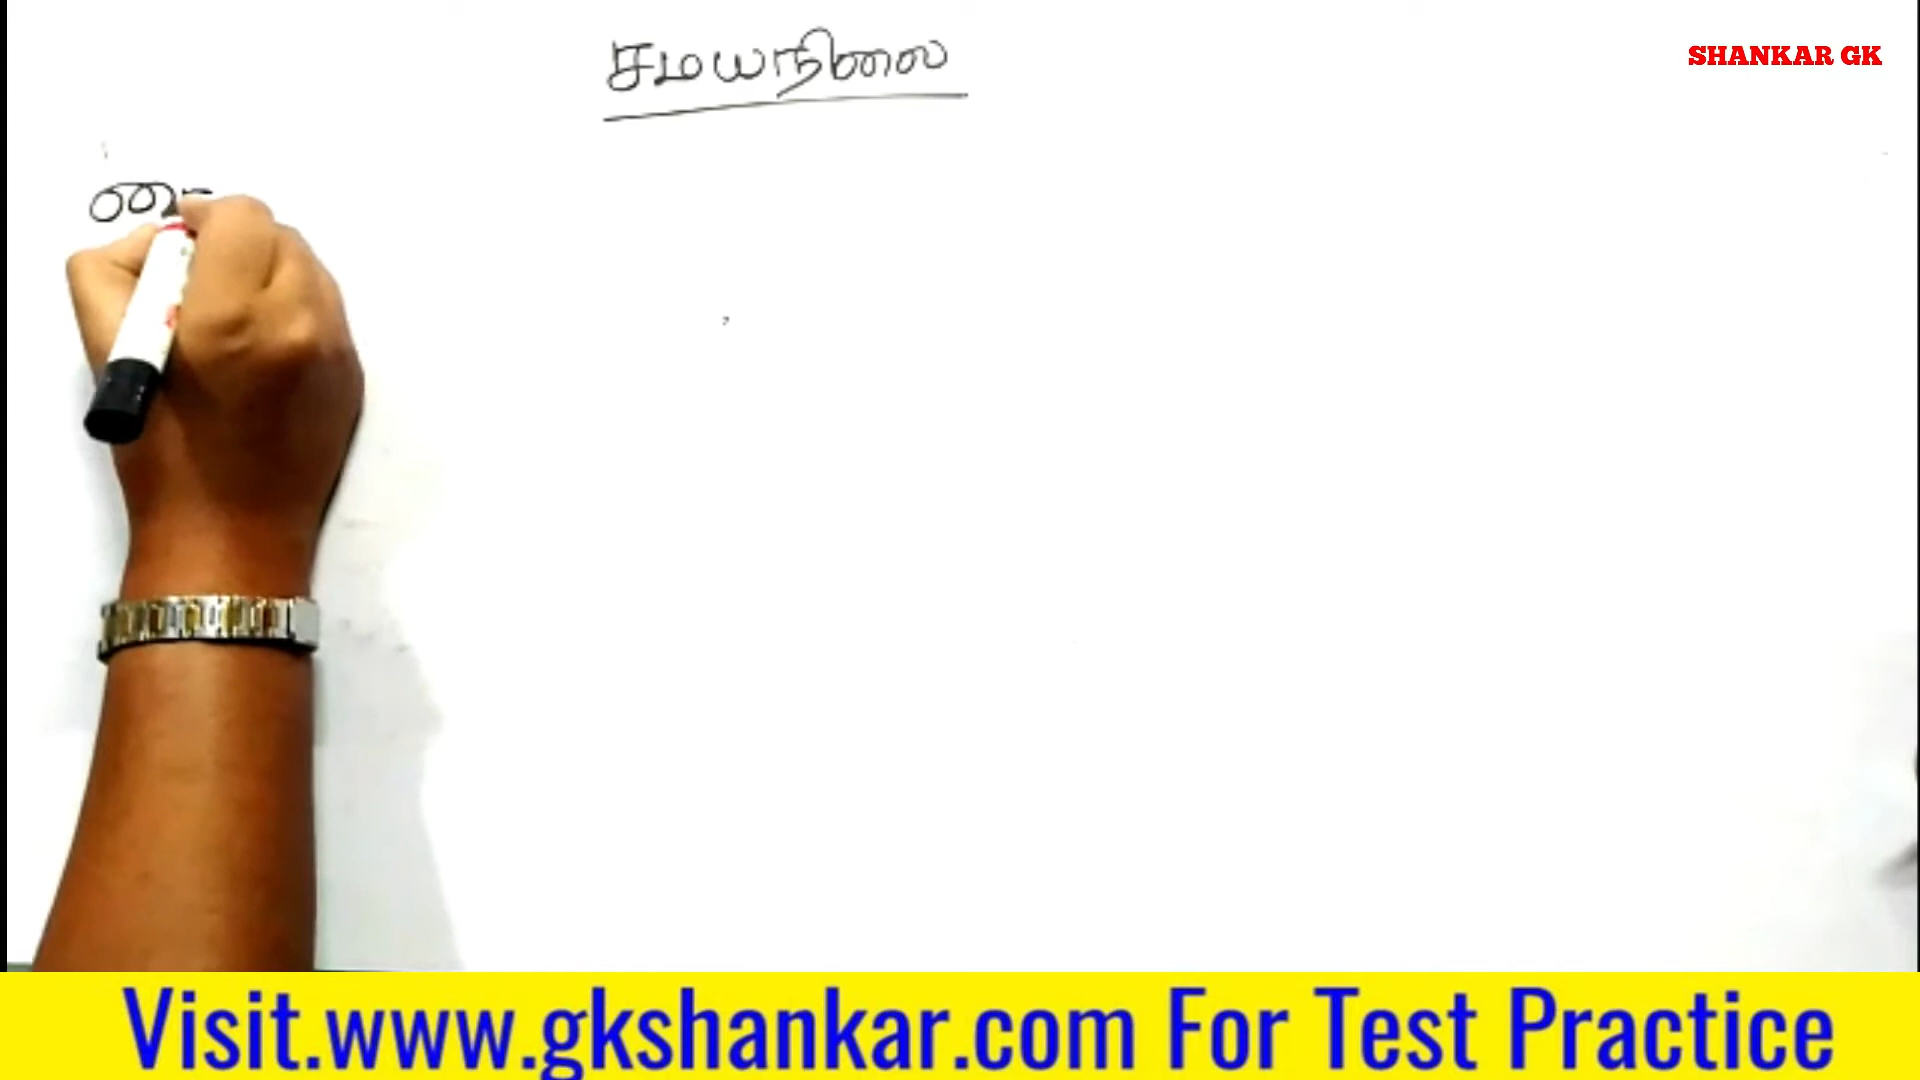 சமயநிலை
SHANKAR GK
Visit.www.gkshankar.com For Test Practice